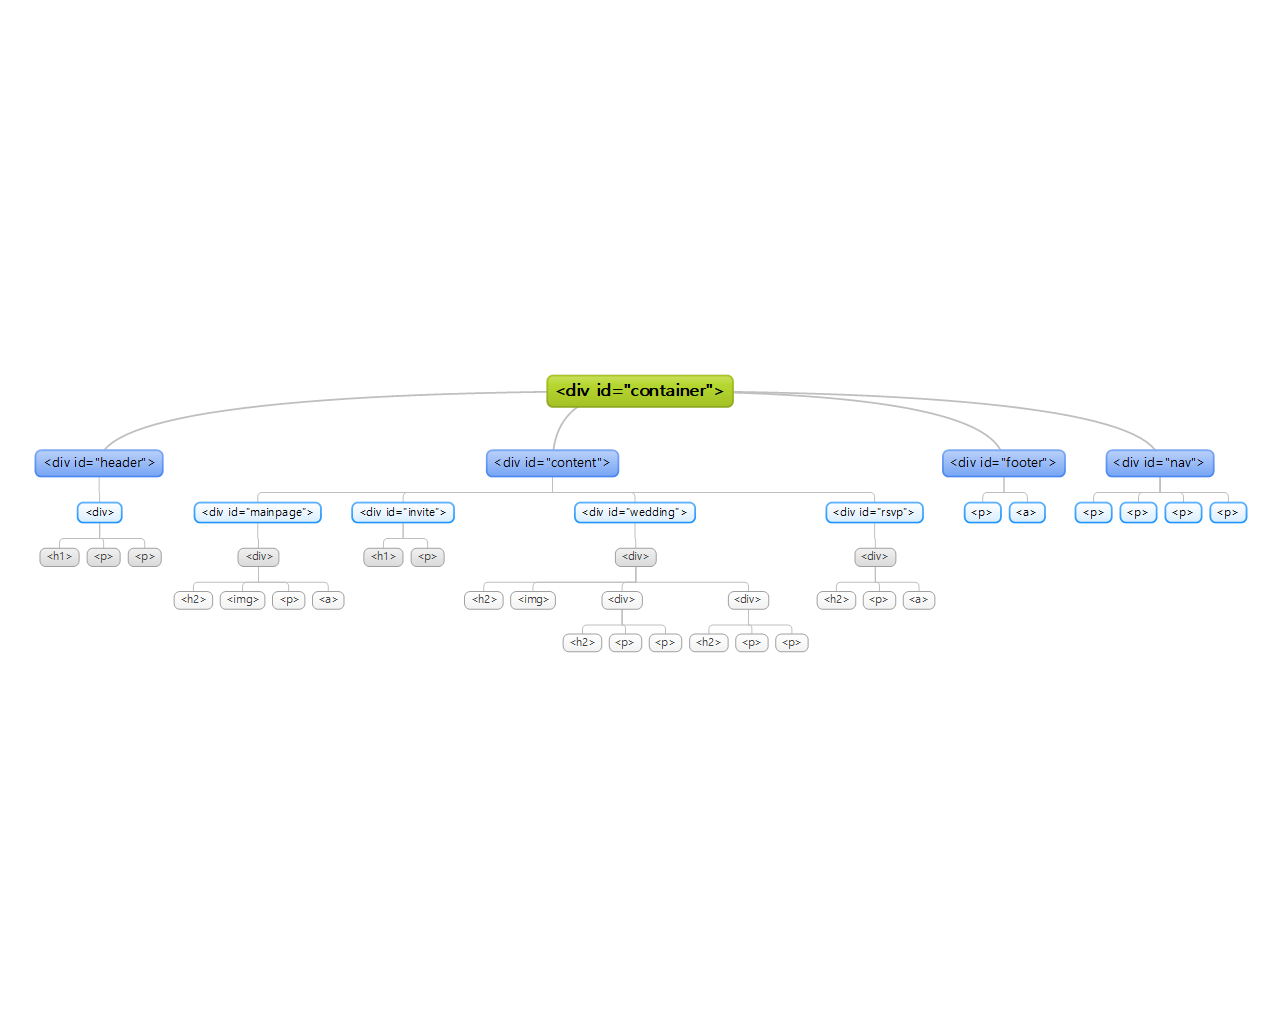 <div id="container">
<div id="header"> <div id="content"> <div id="footer"> <div id="nav">
<div> <div id="mainpage"> <div id="invite"> <div id="wedding"> <div id="rsvp"> <p> <a> <p> <p> <p> <p>
<h1> <p> <p> <div> <h1> <p> <div> <div>
<h2> <img> <p> <a> <h2> <img> <div> <div> <h2> <p> <a>
<h2> <p> <p> <h2> <p> <p>